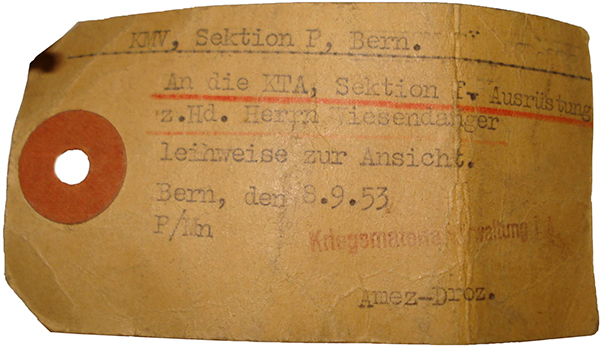 KMV, Sektion P, Bern.
An die KTA, Sektion f. Ausrüstung
z.Hd. Herrn Wiesendanger
leihweise zur Ansicht.
Bern, den 8.9.53
P/Mn
Kriegsmaterialverwaltung
Amez-Droz.